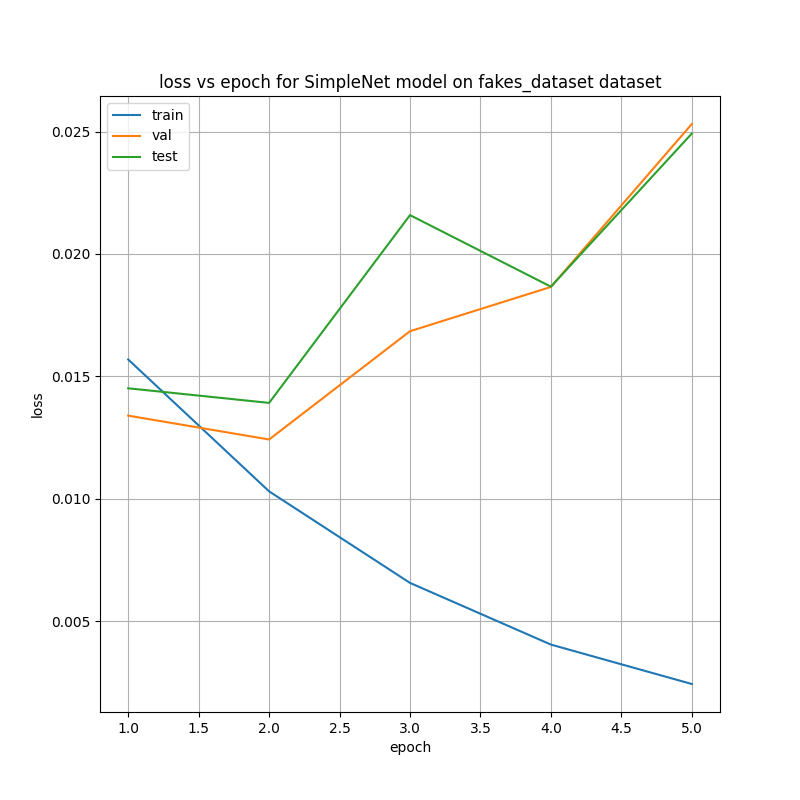 loss vs epoch for SimpleNet model on fakes_dataset dataset
train
val
test
0.025
0.020
0.015
0.010
0.005
loss
1.0 1.5 2.0 2.5 3.0 3.5 4.0 4.5 5.0
epoch